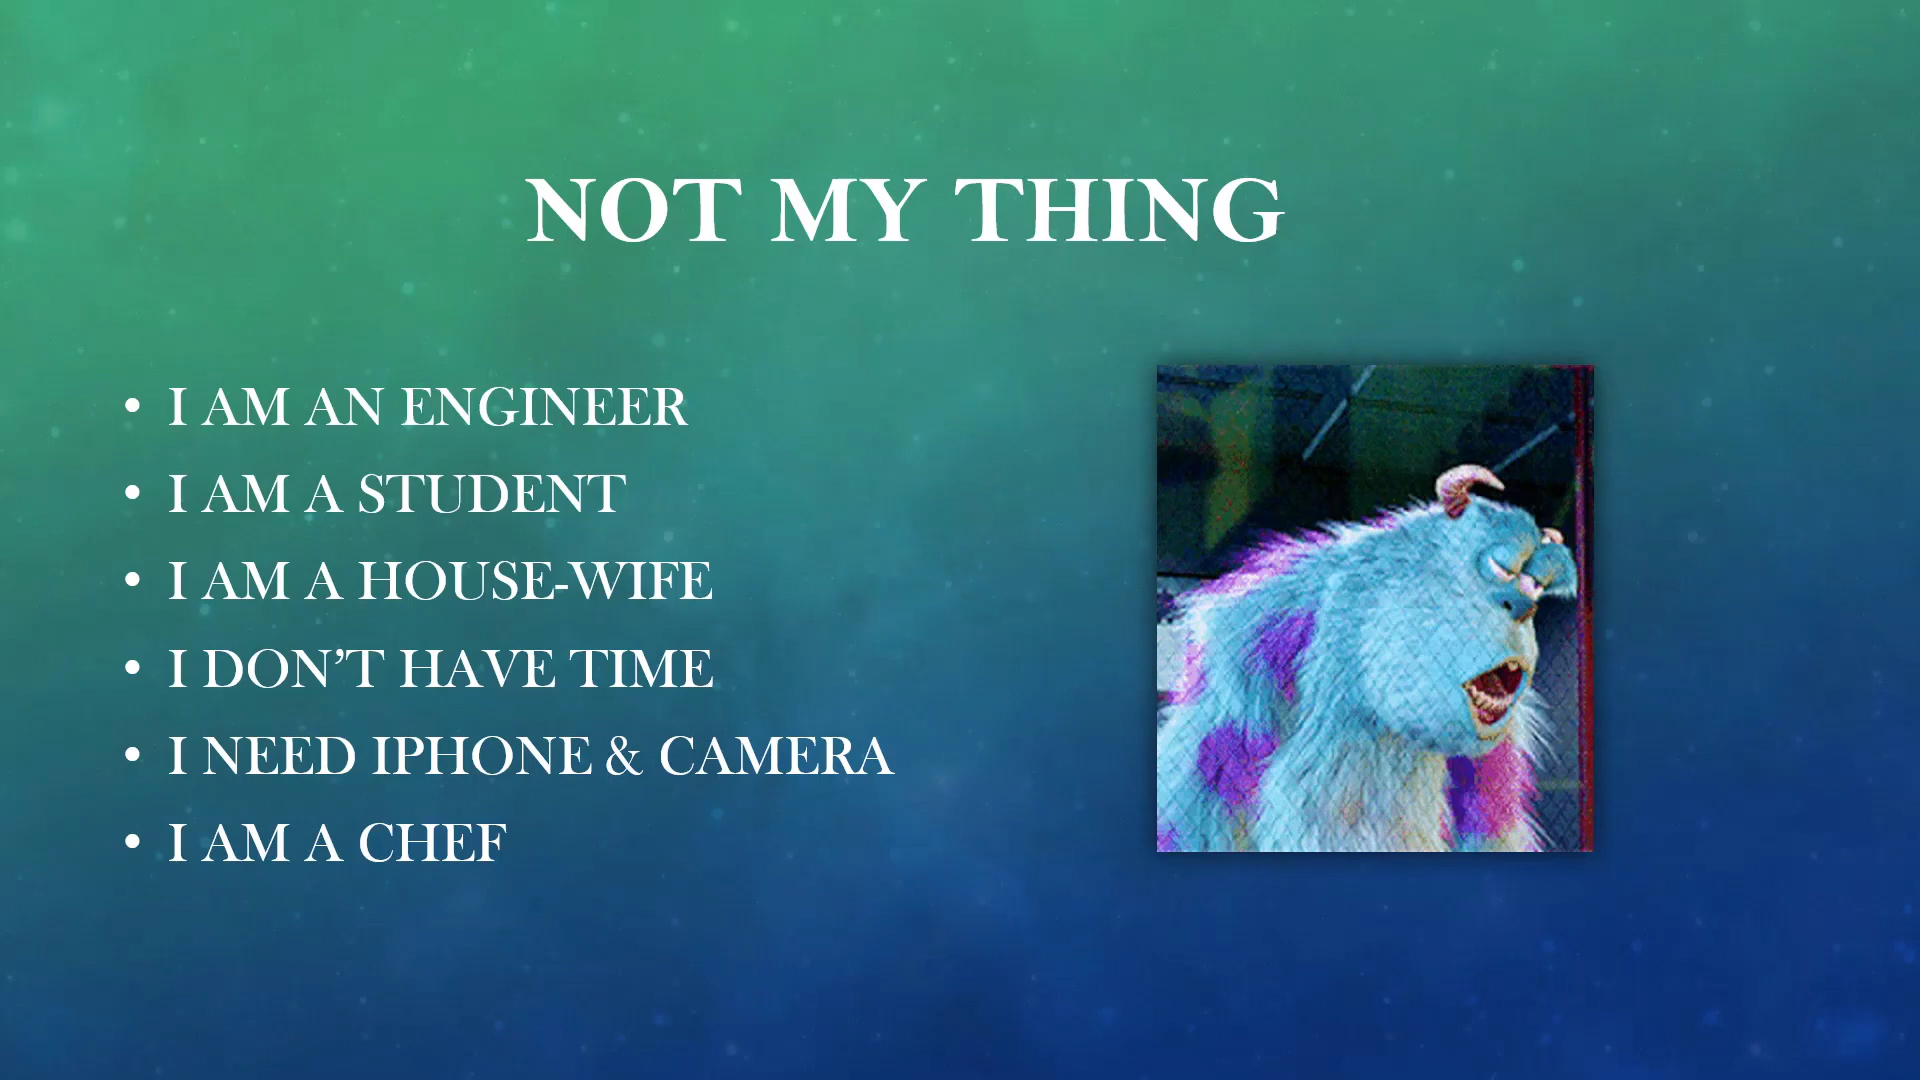 NOT MY THING
• I AM AN ENGINEER
• I AM A STUDENT
• I AM A HOUSE-WIFE
• I DON’T HAVE TIME
• I NEED IPHONE & CAMERA
• I AM A CHEF